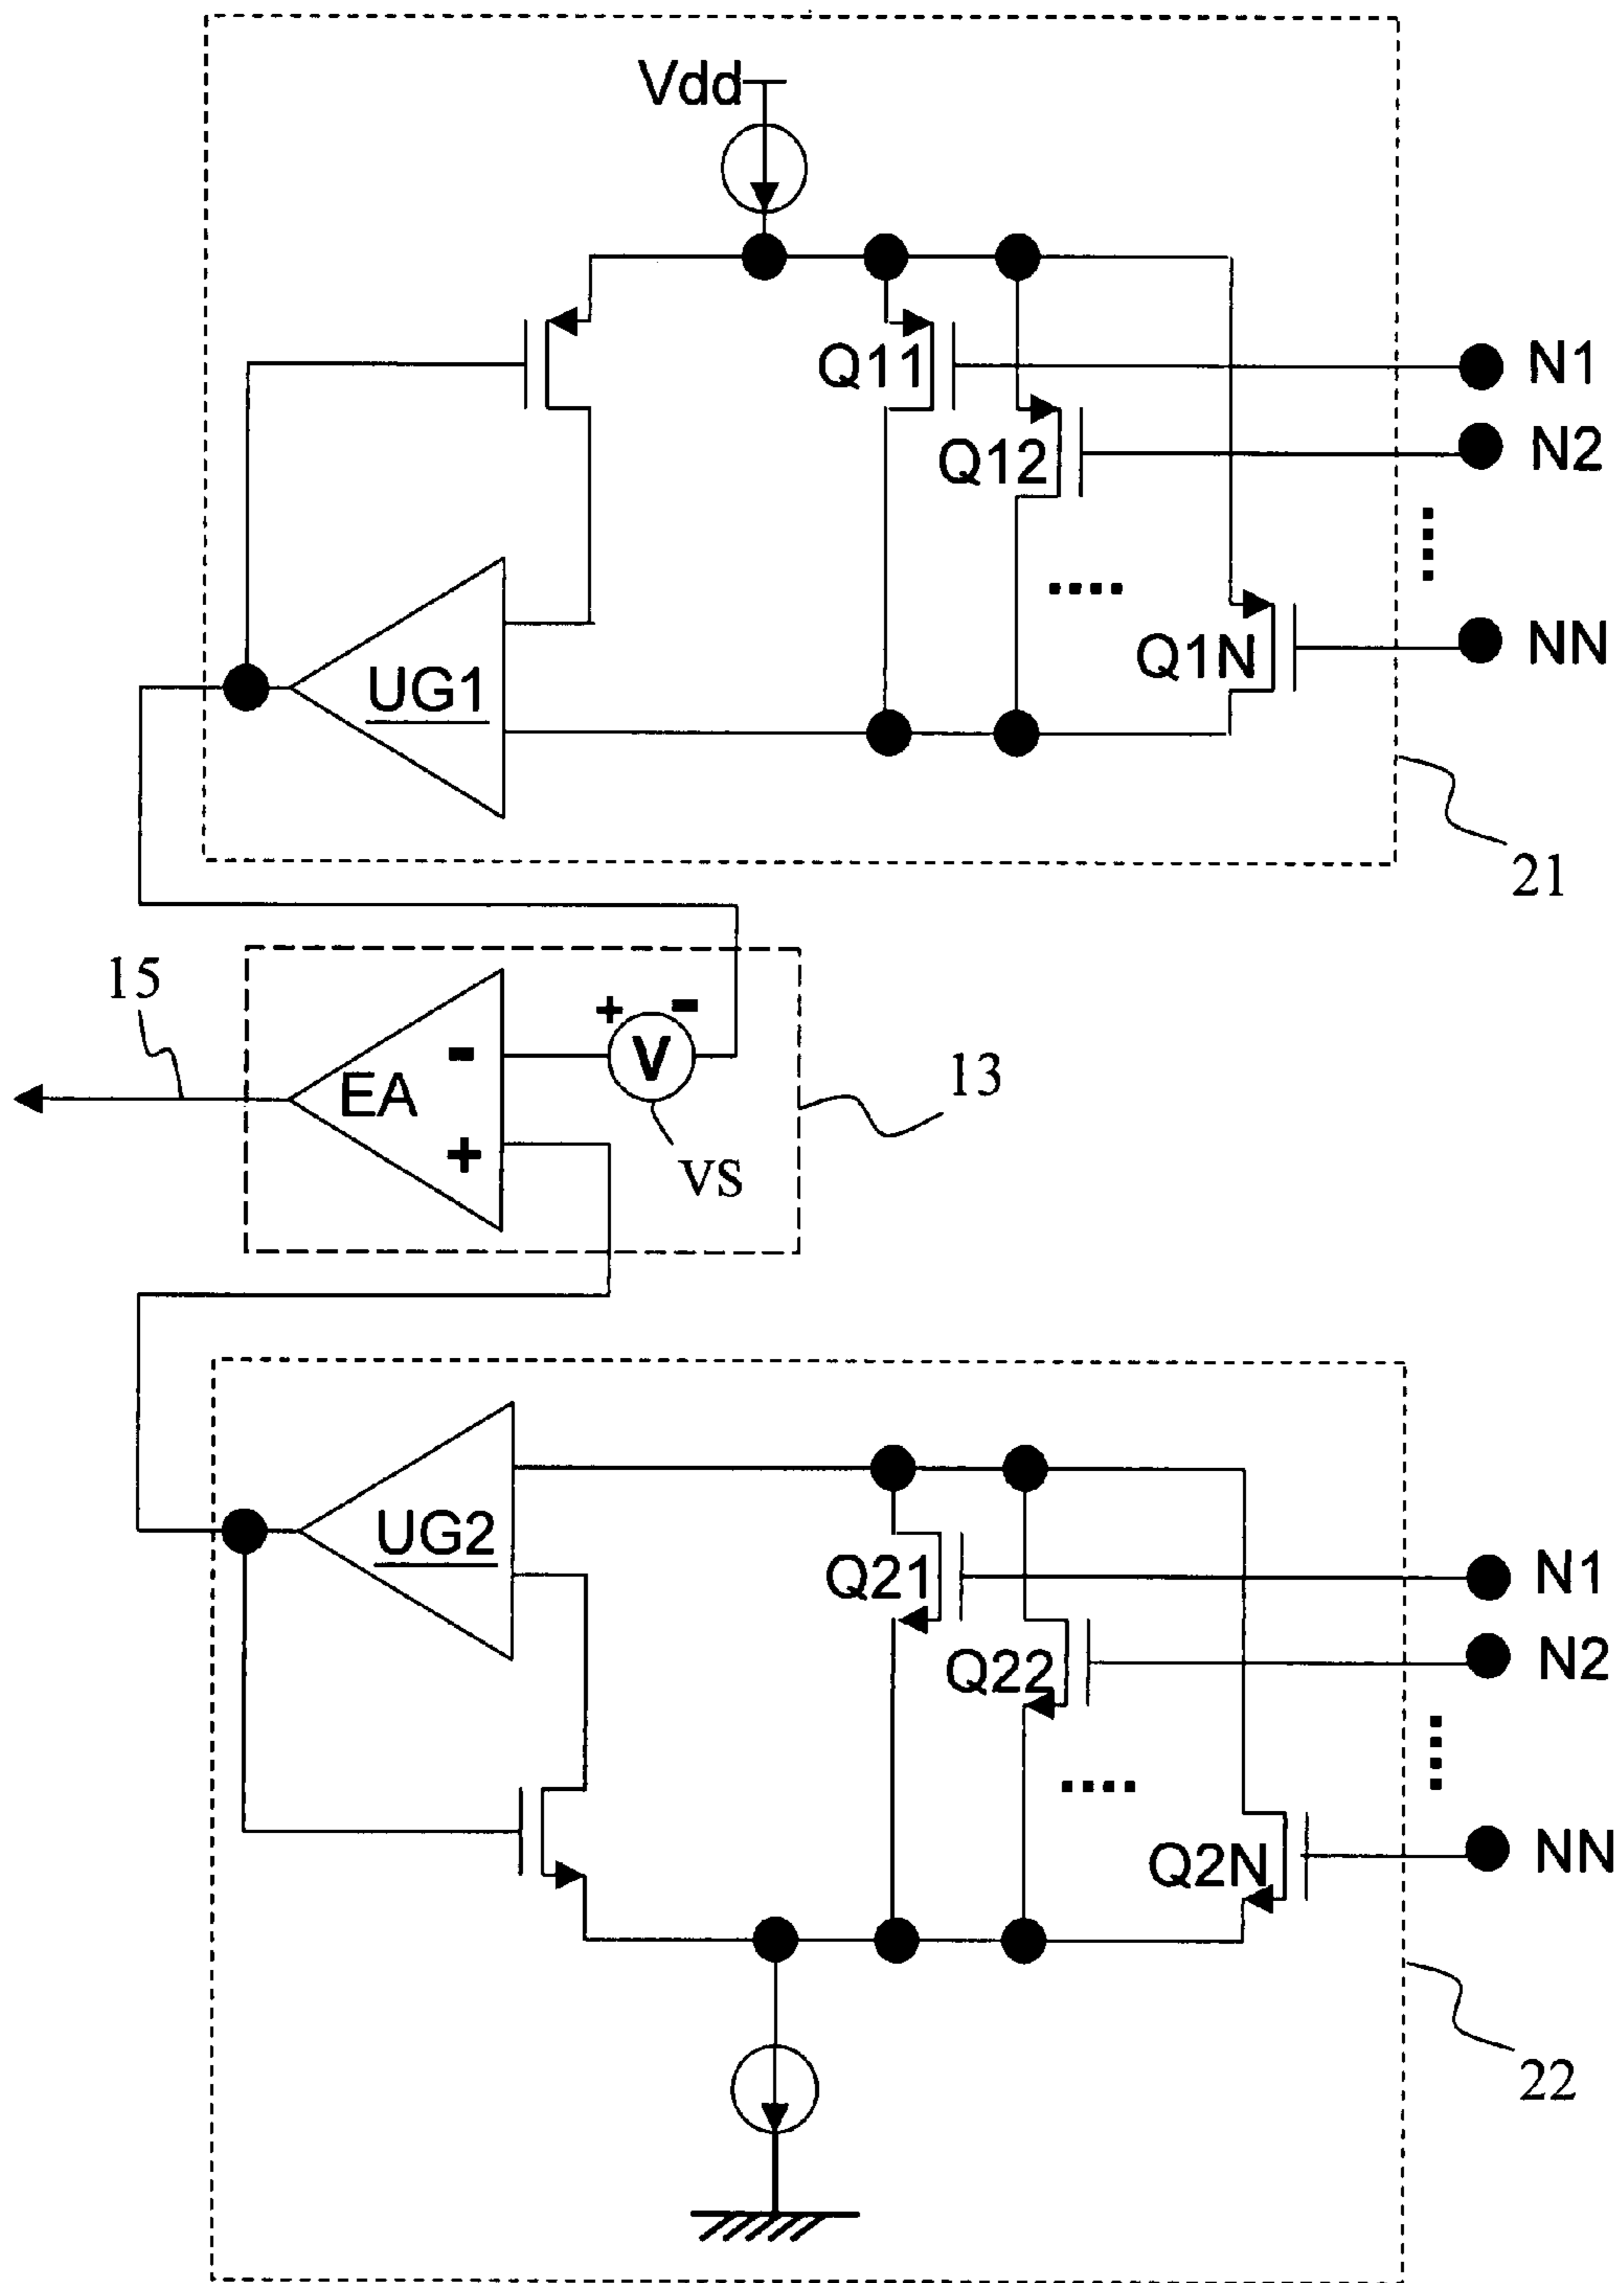 Vdd
Q11
N1
Q12
N2
....
....
Q1N
NN
UG1
21
15
+ -
-
V
EA
13
+
VS
UG2
Q21
N1
Q22
N2
....
....
Q2N
NN
22